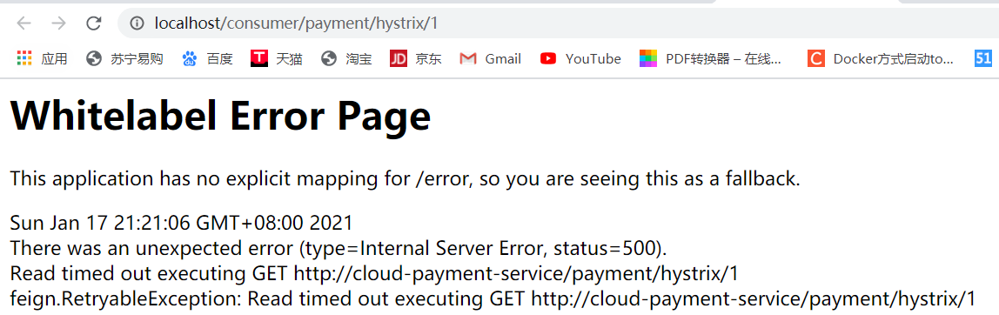 localhost/consumer/payment/hystrix/1
应用 苏宁易购 百度 天猫 淘宝 JD 京东 Gmail YouTube PDF转换器 – 在线... C Docker方式启动to... 51
Whitelabel Error Page
This application has no explicit mapping for /error, so you are seeing this as a fallback.
Sun Jan 17 21:21:06 GMT+08:00 2021
There was an unexpected error (type=Internal Server Error, status=500).
Read timed out executing GET http://cloud-payment-service/payment/hystrix/1
feign.RetryableException: Read timed out executing GET http://cloud-payment-service/payment/hystrix/1